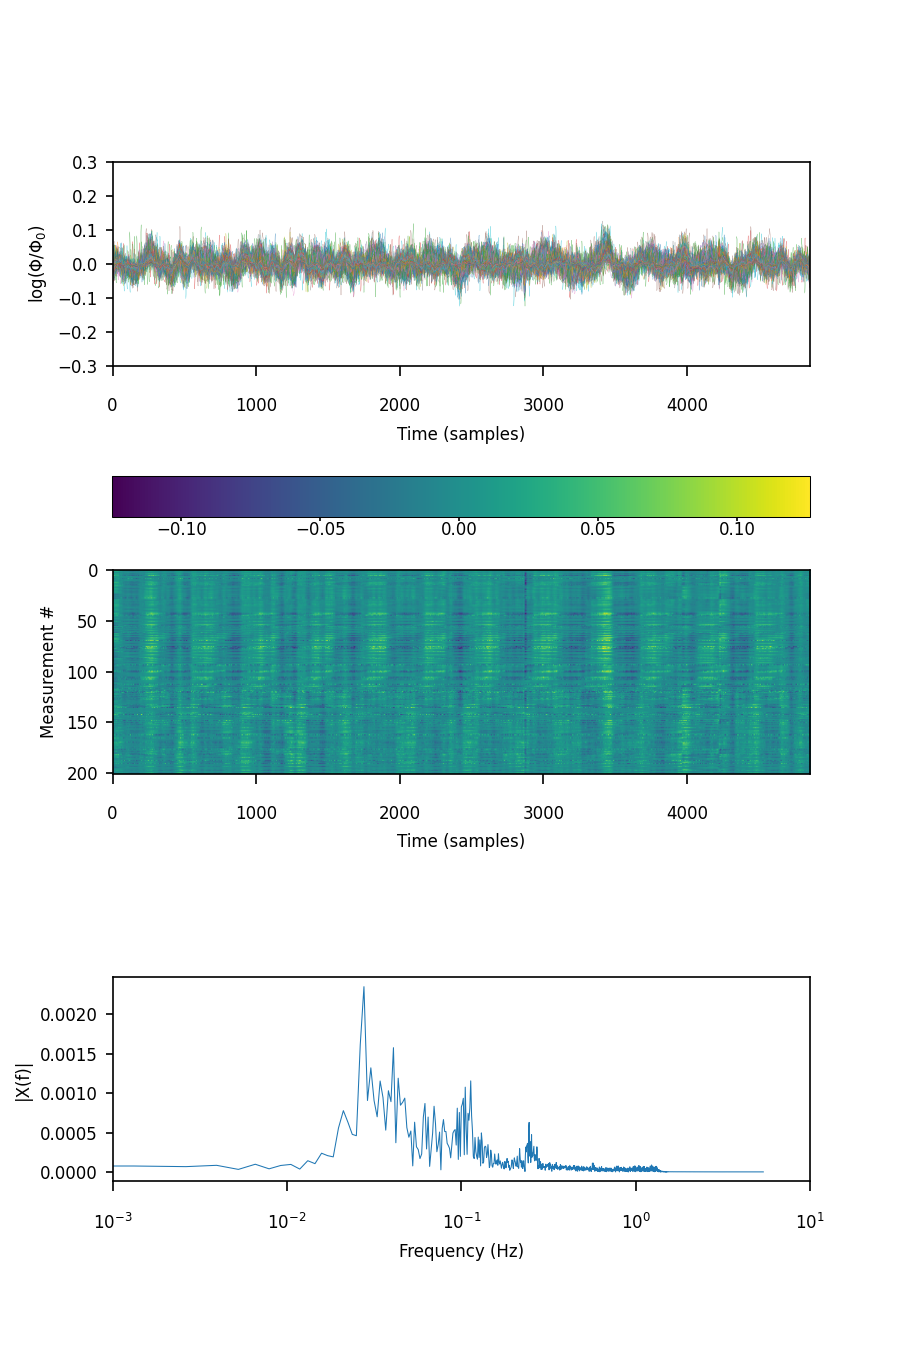 0.3
0.2
0.1
0.0
−0.1
−0.2
−0.3
log(Φ/Φ₀)
0 1000 2000 3000 4000
Time (samples)
−0.10 −0.05 0.00 0.05 0.10
0
50
100
150
200
Measurement #
0 1000 2000 3000 4000
Time (samples)
0.0020
0.0015
0.0010
0.0005
0.0000
|X(f)|
10⁻³ 10⁻² 10⁻¹ 10⁰ 10¹
Frequency (Hz)